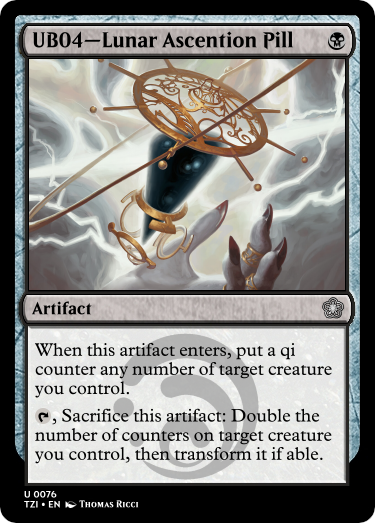 UB04—Lunar Ascention Pill
Artifact
When this artifact enters, put a qi
counter any number of target creature
you control.
, Sacrifice this artifact: Double the
number of counters on target creature
you control, then transform it if able.
U 0076
TZI • EN Thomas Ricci